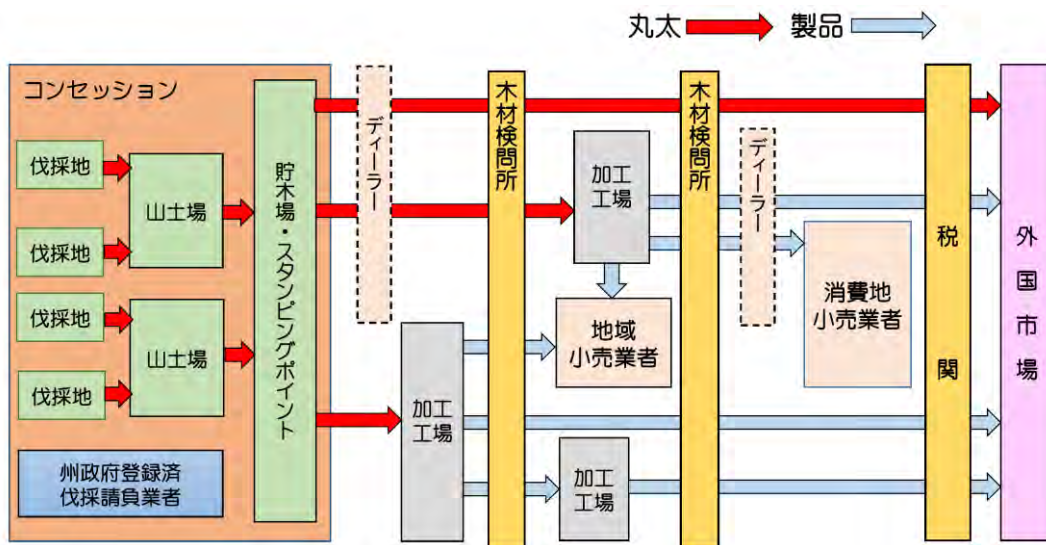 丸太
製品
コンセッション
伐採地
伐採地
伐採地
伐採地
山土場
山土場
州政府登録済
伐採請負業者
貯木場・スタンピングポイント
ディーラー
加工
工場
木材検問所
加工
工場
地域
小売業者
加工
工場
木材検問所
ディーラー
消費地
小売業者
税関
外国市場